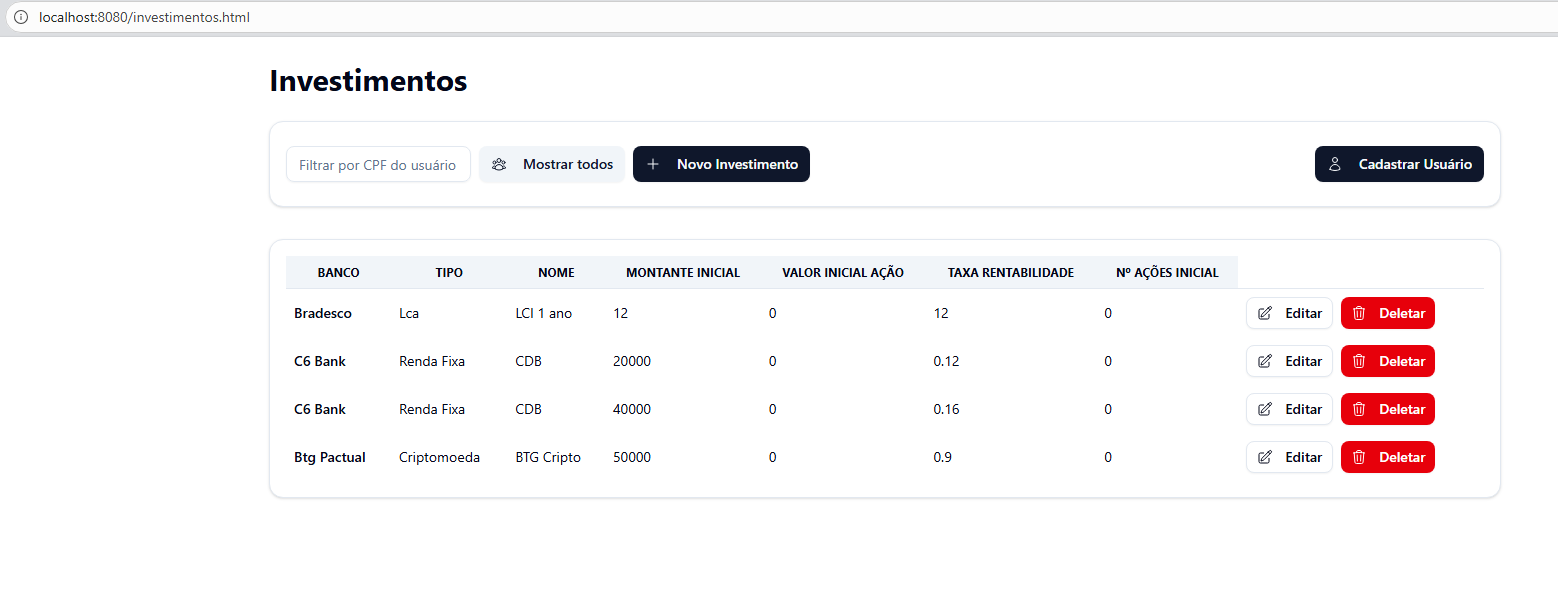 localhost:8080/investimentos.html
Investimentos
Filtrar por CPF do usuário Mostrar todos Novo Investimento Cadastrar Usuário
BANCO TIPO NOME MONTANTE INICIAL VALOR INICIAL AÇÃO TAXA RENTABILIDADE Nº AÇÕES INICIAL
Bradesco Lca LCI 1 ano 12 0 12 0 Editar Deletar
C6 Bank Renda Fixa CDB 20000 0 0.12 0 Editar Deletar
C6 Bank Renda Fixa CDB 40000 0 0.16 0 Editar Deletar
Btg Pactual Criptomoeda BTG Cripto 50000 0 0.9 0 Editar Deletar